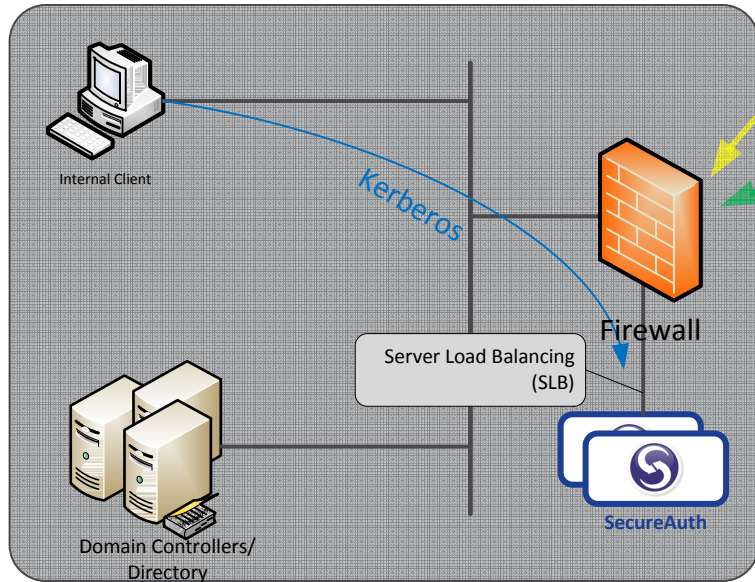 Internal Client
Kerberos
Firewall
Server Load Balancing
(SLB)
SecureAuth
Domain Controllers/
Directory